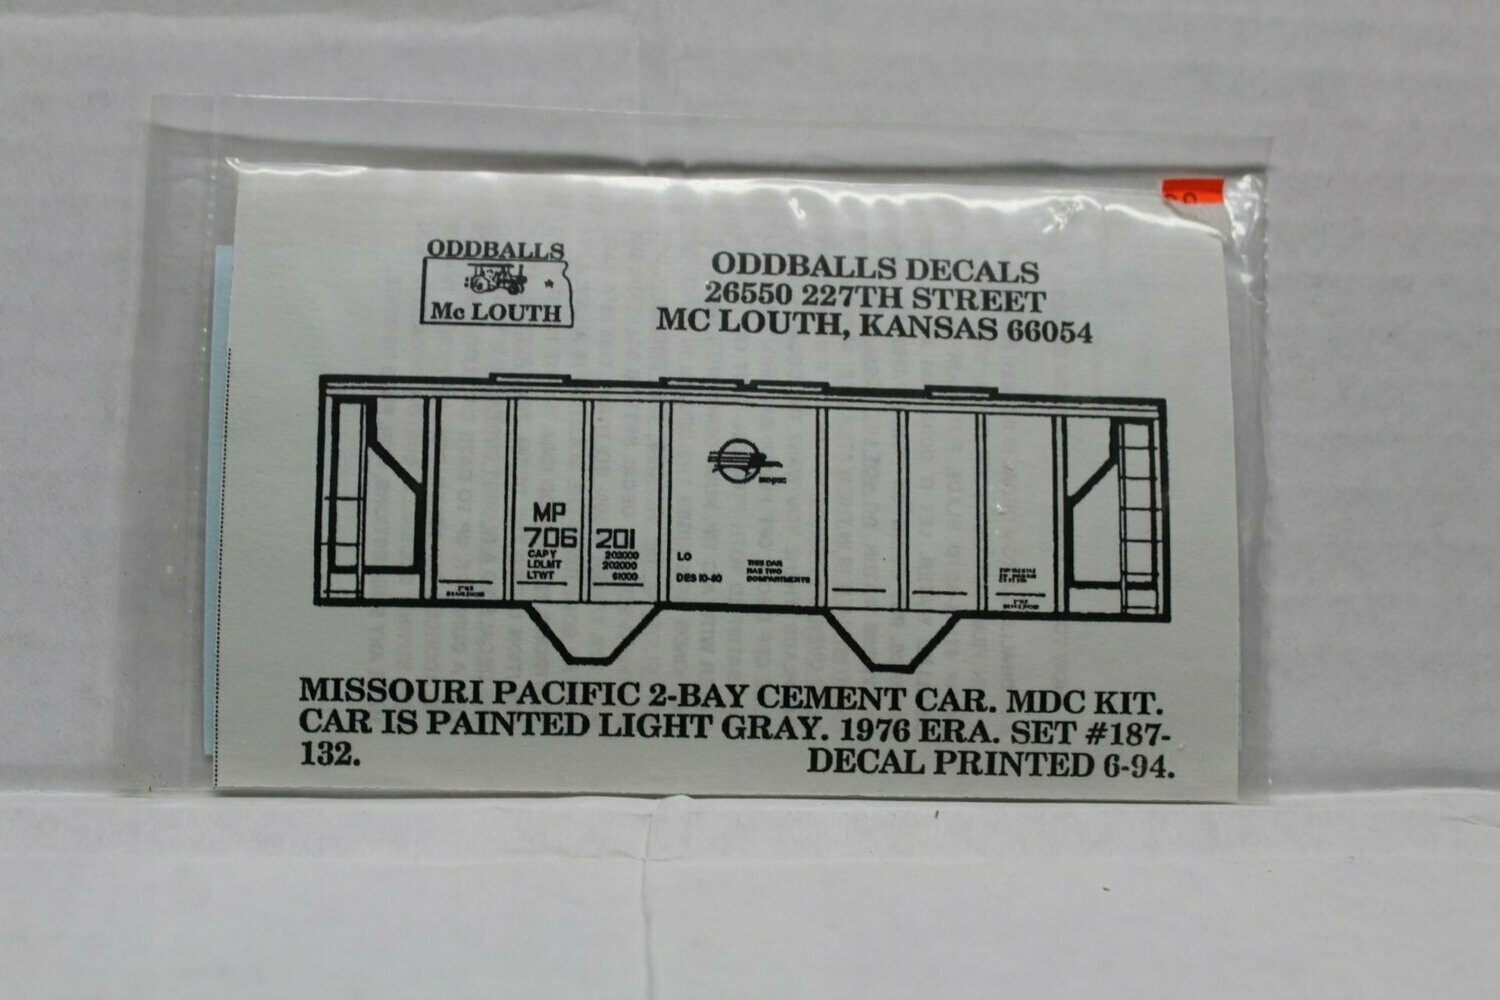 ODDBALLS
Mc LOUTH
ODDBALLS DECALS
26550 227TH STREET
MC LOUTH, KANSAS 66054
MP
706 201
CAPY 202000
LDLMT 202000
LTWT 61000
LO
DES 10-80
THIS CAR
HAS TWO
COMPARTMENTS
MISSOURI PACIFIC 2-BAY CEMENT CAR. MDC KIT.
CAR IS PAINTED LIGHT GRAY. 1976 ERA. SET #187-
132. DECAL PRINTED 6-94.